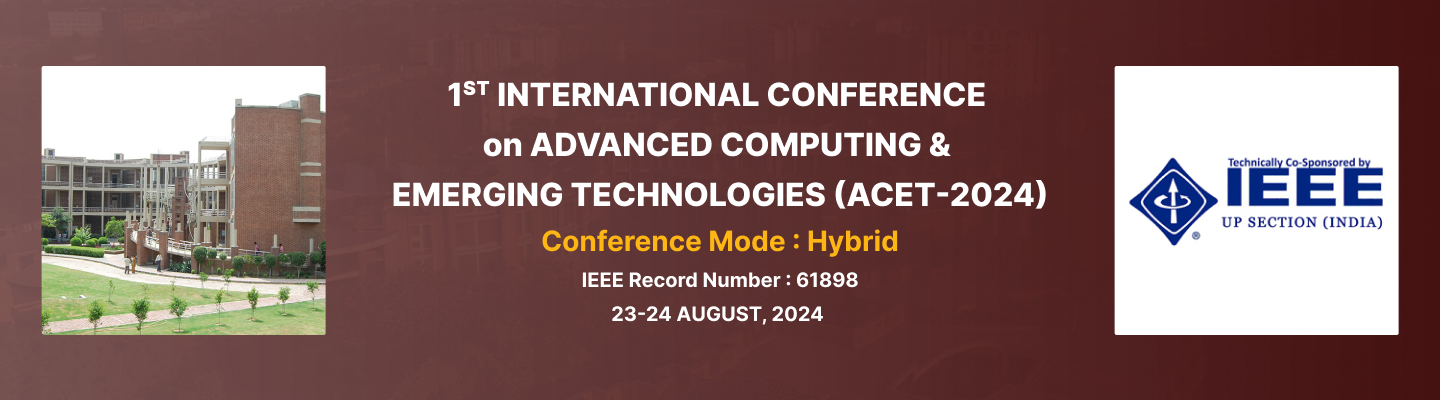 1ST INTERNATIONAL CONFERENCE
on ADVANCED COMPUTING &
EMERGING TECHNOLOGIES (ACET-2024)
Conference Mode : Hybrid
IEEE Record Number : 61898
23-24 AUGUST, 2024
Technically Co-Sponsored by
IEEE
UP SECTION (INDIA)
®